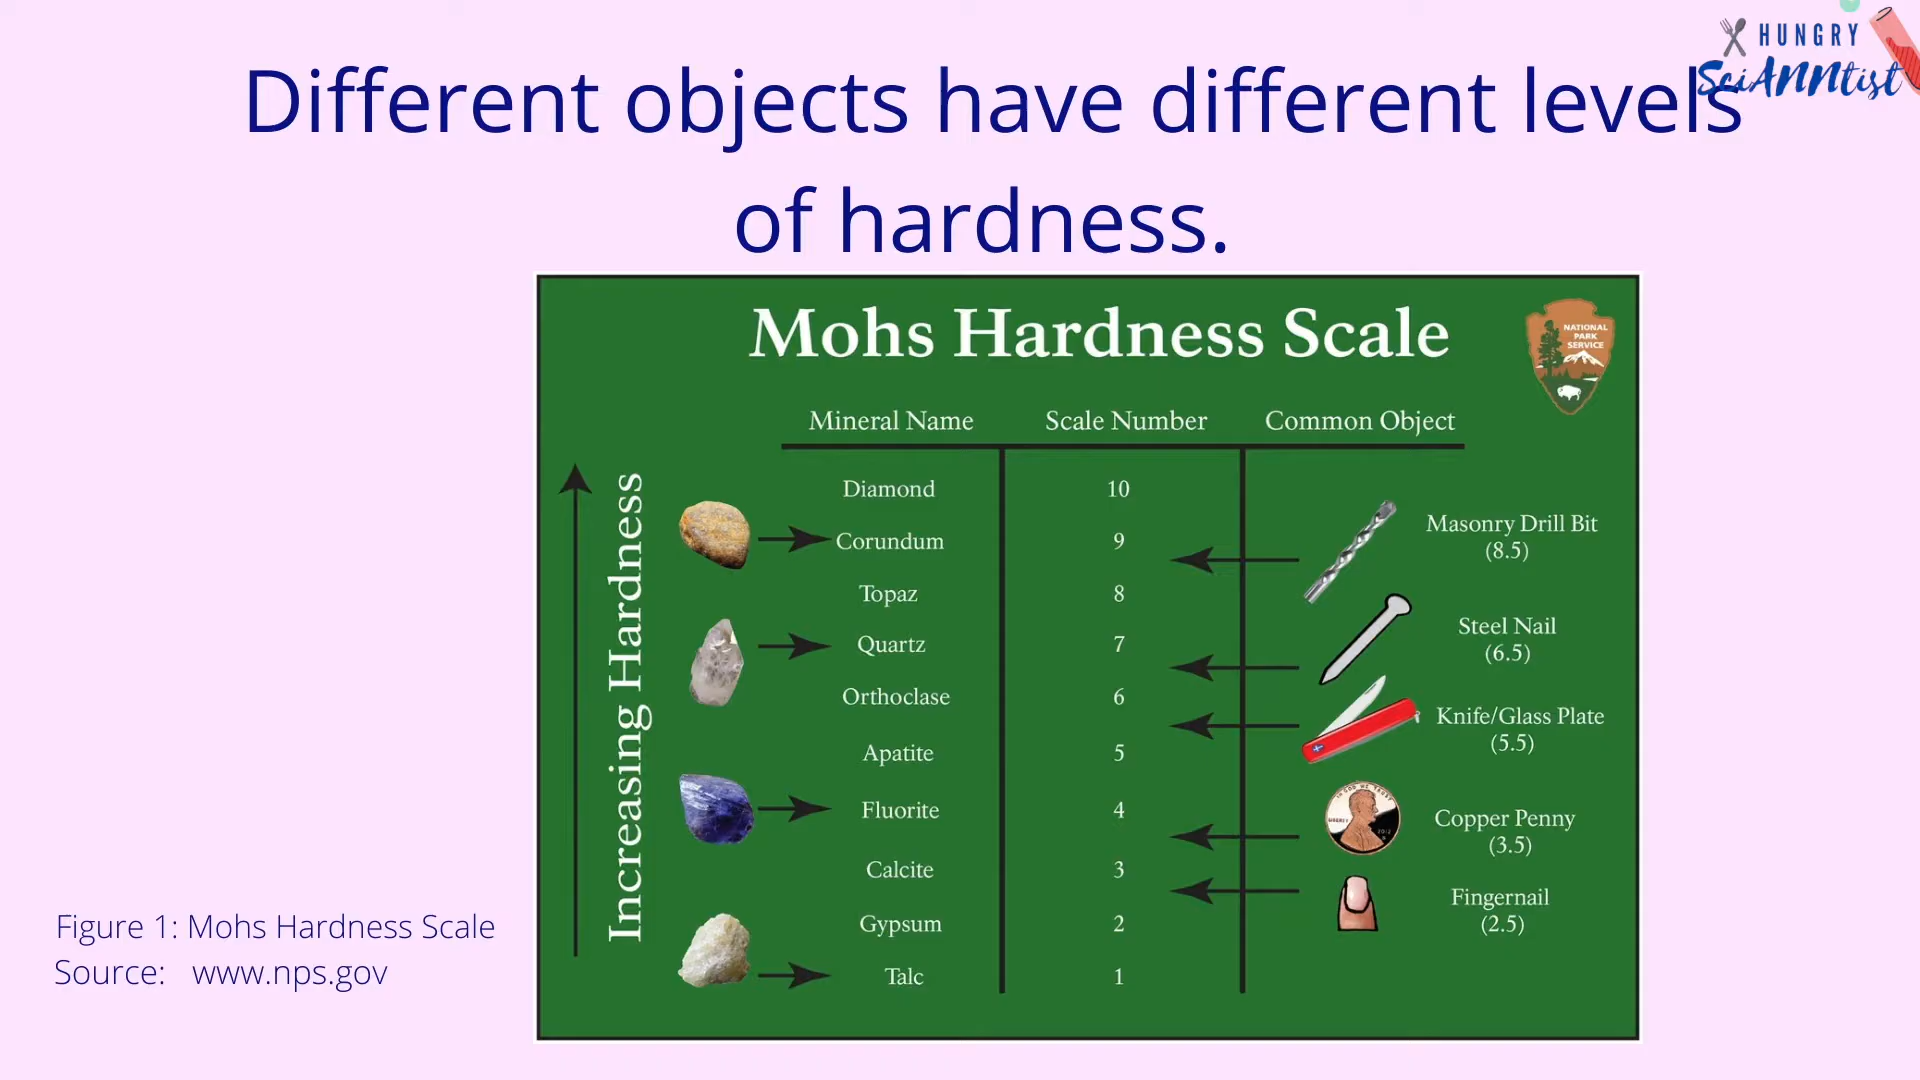 HUNGRY
SciANNtist
Different objects have different levels
of hardness.
Mohs Hardness Scale
NATIONAL
PARK
SERVICE
Mineral Name Scale Number Common Object
Increasing Hardness
Diamond 10
Corundum 9
Topaz 8
Quartz 7
Orthoclase 6
Apatite 5
Fluorite 4
Calcite 3
Gypsum 2
Talc 1
Masonry Drill Bit
(8.5)
Steel Nail
(6.5)
Knife/Glass Plate
(5.5)
Copper Penny
(3.5)
Fingernail
(2.5)
Figure 1: Mohs Hardness Scale
Source: www.nps.gov